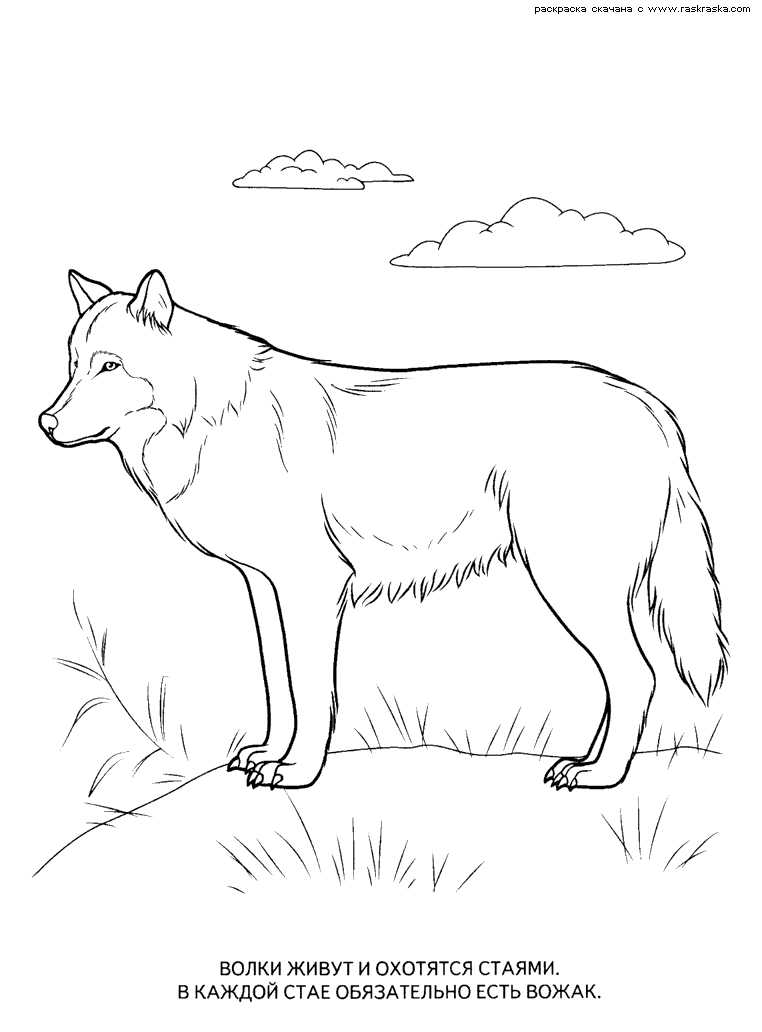 раскраска скачана с www.raskraska.com
ВОЛКИ ЖИВУТ И ОХОТЯТСЯ СТАЯМИ.
В КАЖДОЙ СТАЕ ОБЯЗАТЕЛЬНО ЕСТЬ ВОЖАК.